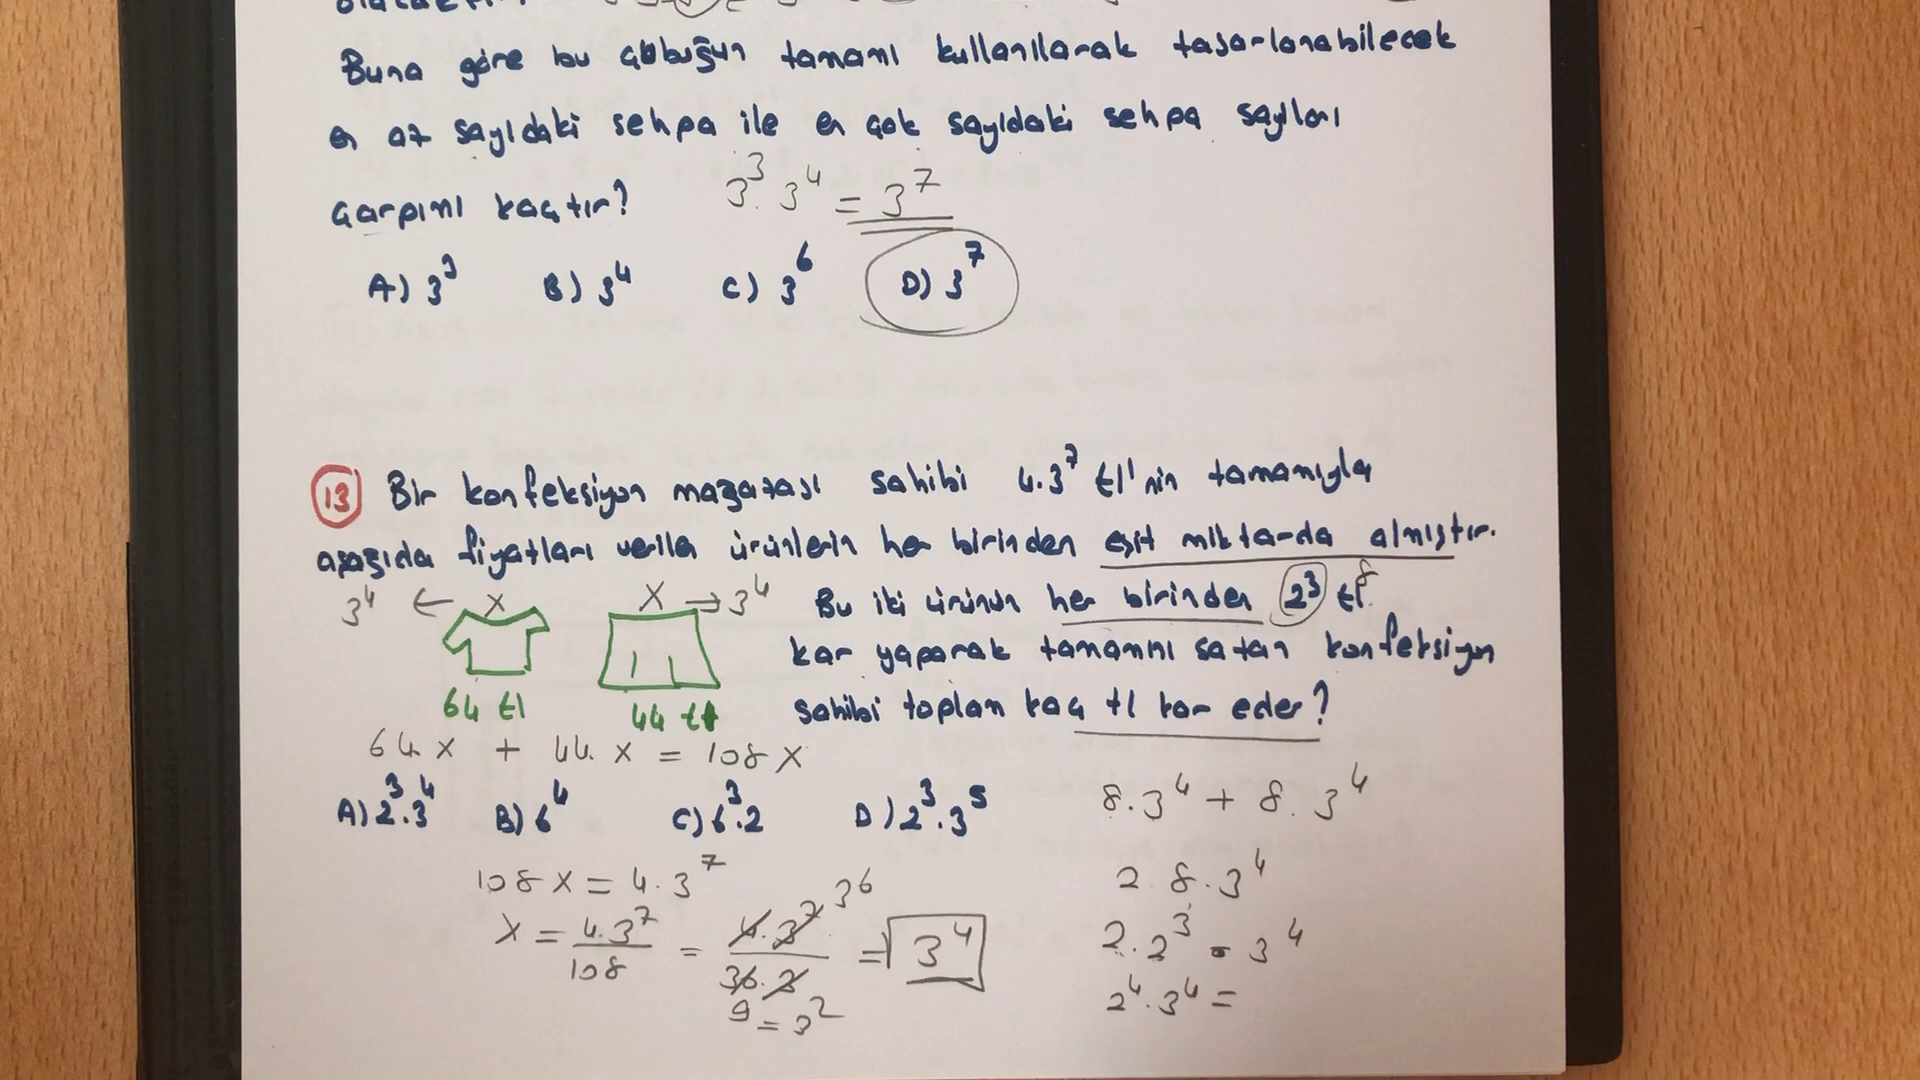 Buna göre bu çubuğun tamamı kullanılarak tasarlanabilecek
en az sayıdaki sehpa ile en çok sayıdaki sehpa sayıları
çarpımı kaçtır? 3³.3⁴ = 3⁷
A) 3³ B) 3⁴ C) 3⁶ D) 3⁷
13 Bir konfeksiyon mağazası sahibi 4.3⁷ tl'nin tamamıyla
aşağıda fiyatları verilen ürünlerin her birinden eşit miktarda almıştır.
3⁴ ← x x → 3⁴ Bu iki ürünün her birinden 2³ tl 8
kar yaparak tamamını satan konfeksiyon
64 tl 44 tl sahibi toplam kaç tl kar eder?
64.x + 44.x = 108x
A) 2³.3⁴ B) 6⁴ C) 6³.2 D) 2³.3⁵ 8.3⁴ + 8.3⁴
108x = 4.3⁷ 2 8.3⁴
x = 4.3⁷/108 = 4.3⁷/36.3 3⁶ = 3⁴ 2.2³.3⁴
9 = 3² 2⁴.3⁴ =